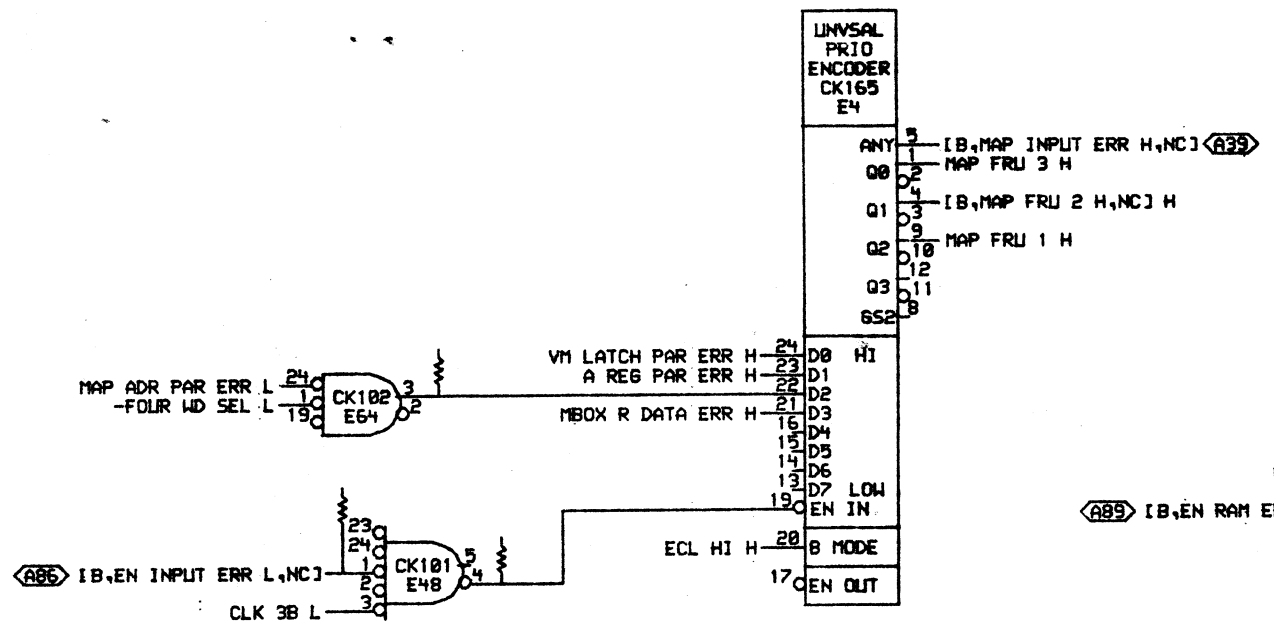 UNVSAL
PRIO
ENCODER
CK165
E4
ANY 5 [B,MAP INPUT ERR H,NC] A39
Q0 1 MAP FRU 3 H
2
Q1 4 [B,MAP FRU 2 H,NC] H
3
Q2 9 MAP FRU 1 H
10
Q3 12
11
GS2 8
VM LATCH PAR ERR H 24 D0 HI
A REG PAR ERR H 23 D1
22 D2
MBOX R DATA ERR H 21 D3
16 D4
15 D5
14 D6
13 D7 LOW
19 EN IN
ECL HI H 20 B MODE
17 EN OUT
MAP ADR PAR ERR L 24
-FOUR WD SEL L 1
19
CK102
E64
3
2
A89 [B,EN RAM E
23
24
A86 [B,EN INPUT ERR L,NC] 1
2
CLK 3B L 3
CK101
E48
5
4